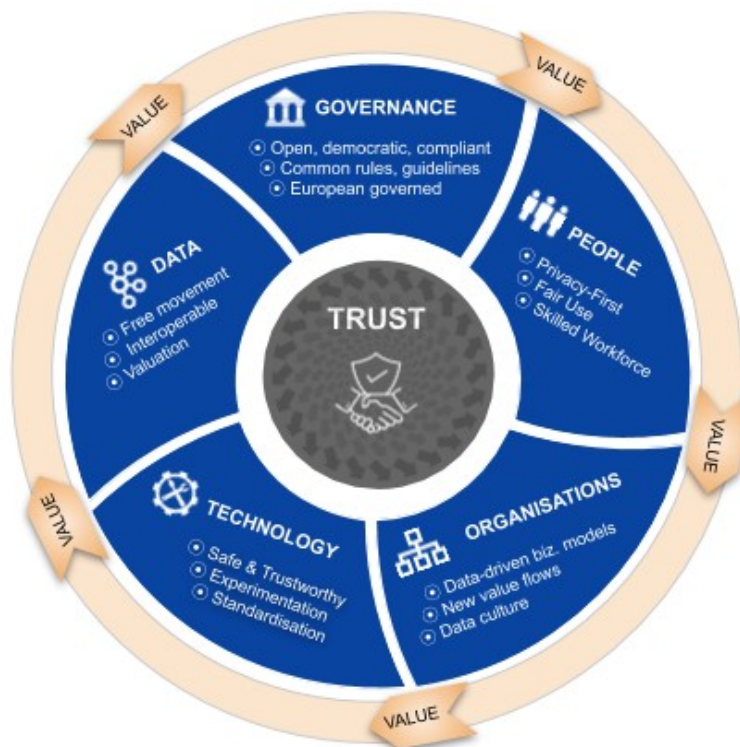 VALUE
GOVERNANCE
Open, democratic, compliant
Common rules, guidelines
European governed
VALUE
PEOPLE
Privacy-First
Fair Use
Skilled Workforce
VALUE
ORGANISATIONS
Data-driven biz. models
New value flows
Data culture
VALUE
TECHNOLOGY
Safe & Trustworthy
Experimentation
Standardisation
VALUE
DATA
Free movement
Interoperable
Valuation
TRUST